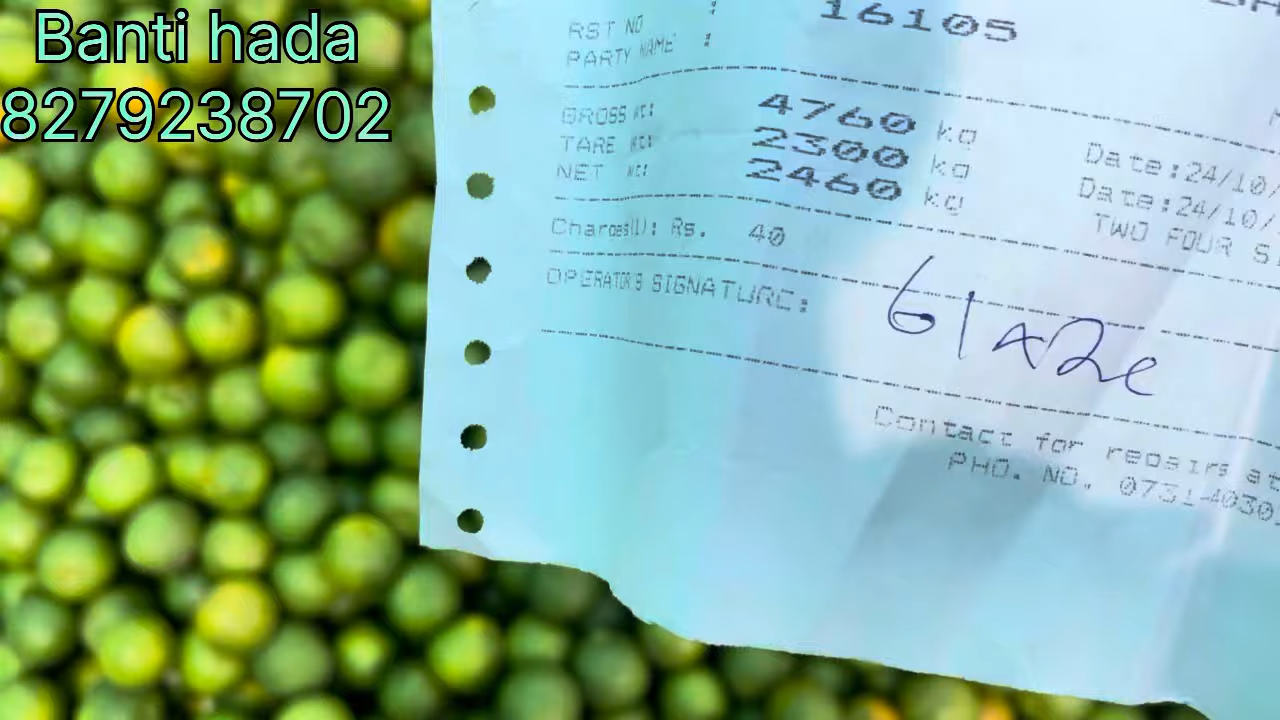 Banti hada
8279238702
RST NO : 16105
PARTY NAME :
GROSS Wt: 4760 kg
TARE Wt: 2300 kg
NET Wt: 2460 kg
Date:24/10/
Date:24/10/
TWO FOUR
Charges(1): Rs. 40
OPERATOR'S SIGNATURE:
Contact for repairs at
PHO. NO. 0731-4030